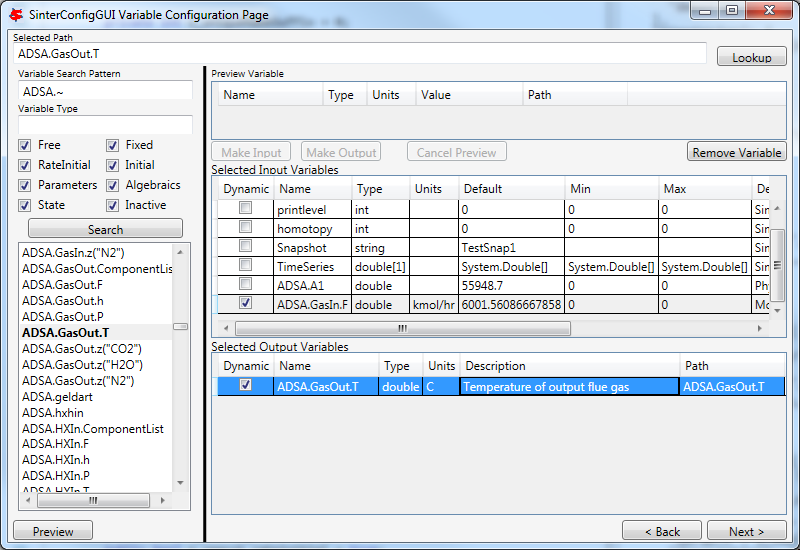 SinterConfigGUI Variable Configuration Page
Selected Path
ADSA.GasOut.T
Lookup
Variable Search Pattern
ADSA.~
Variable Type
Free Fixed
RateInitial Initial
Parameters Algebraics
State Inactive
Search
ADSA.GasIn.z("N2")
ADSA.GasOut.ComponentLis
ADSA.GasOut.F
ADSA.GasOut.h
ADSA.GasOut.P
ADSA.GasOut.T
ADSA.GasOut.z("CO2")
ADSA.GasOut.z("H2O")
ADSA.GasOut.z("N2")
ADSA.geldart
ADSA.hxhin
ADSA.HXIn.ComponentList
ADSA.HXIn.F
ADSA.HXIn.h
ADSA.HXIn.P
ADSA.HXIn.T
Preview
Preview Variable
Name Type Units Value Path
Make Input Make Output Cancel Preview Remove Variable
Selected Input Variables
Dynamic Name Type Units Default Min Max De
printlevel int 0 0 0 Sin
homotopy int 0 0 0 Sin
Snapshot string TestSnap1 Sin
TimeSeries double[1] System.Double[] System.Double[] System.Double[] Sin
ADSA.A1 double 55948.7 0 0 Phy
ADSA.GasIn.F double kmol/hr 6001.56086667858 0 0 Mo
Selected Output Variables
Dynamic Name Type Units Description Path
ADSA.GasOut.T double C Temperature of output flue gas ADSA.GasOut.T
< Back Next >